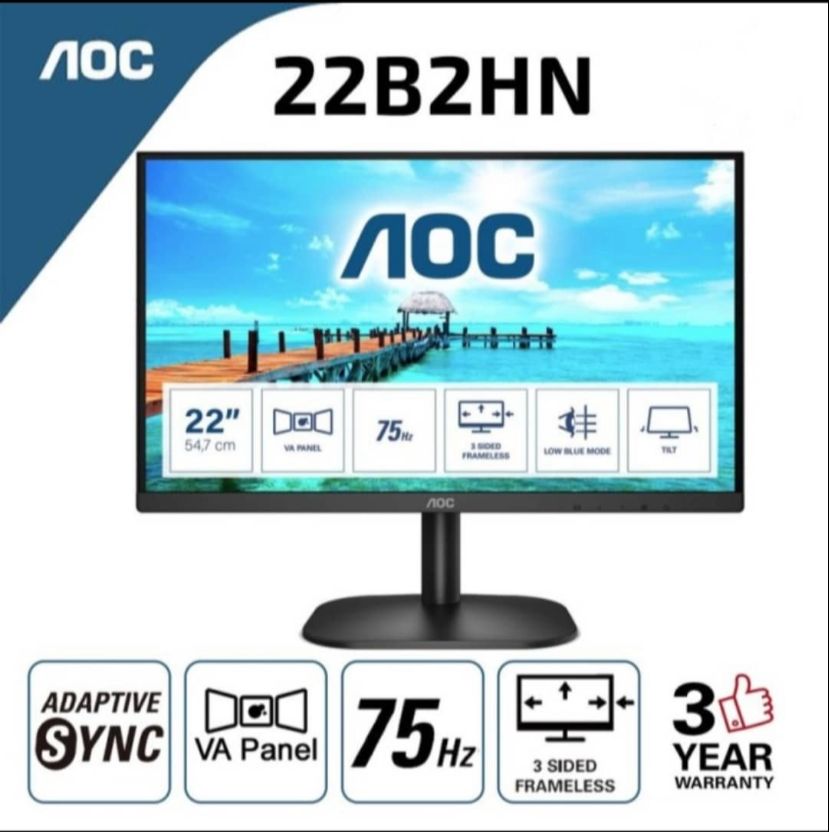 AOC
22B2HN
AOC
22"
54,7 cm
VA PANEL
75Hz
3 SIDED
FRAMELESS
LOW BLUE MODE
TILT
AOC
ADAPTIVE
SYNC
VA Panel
75Hz
3 SIDED
FRAMELESS
3
YEAR
WARRANTY